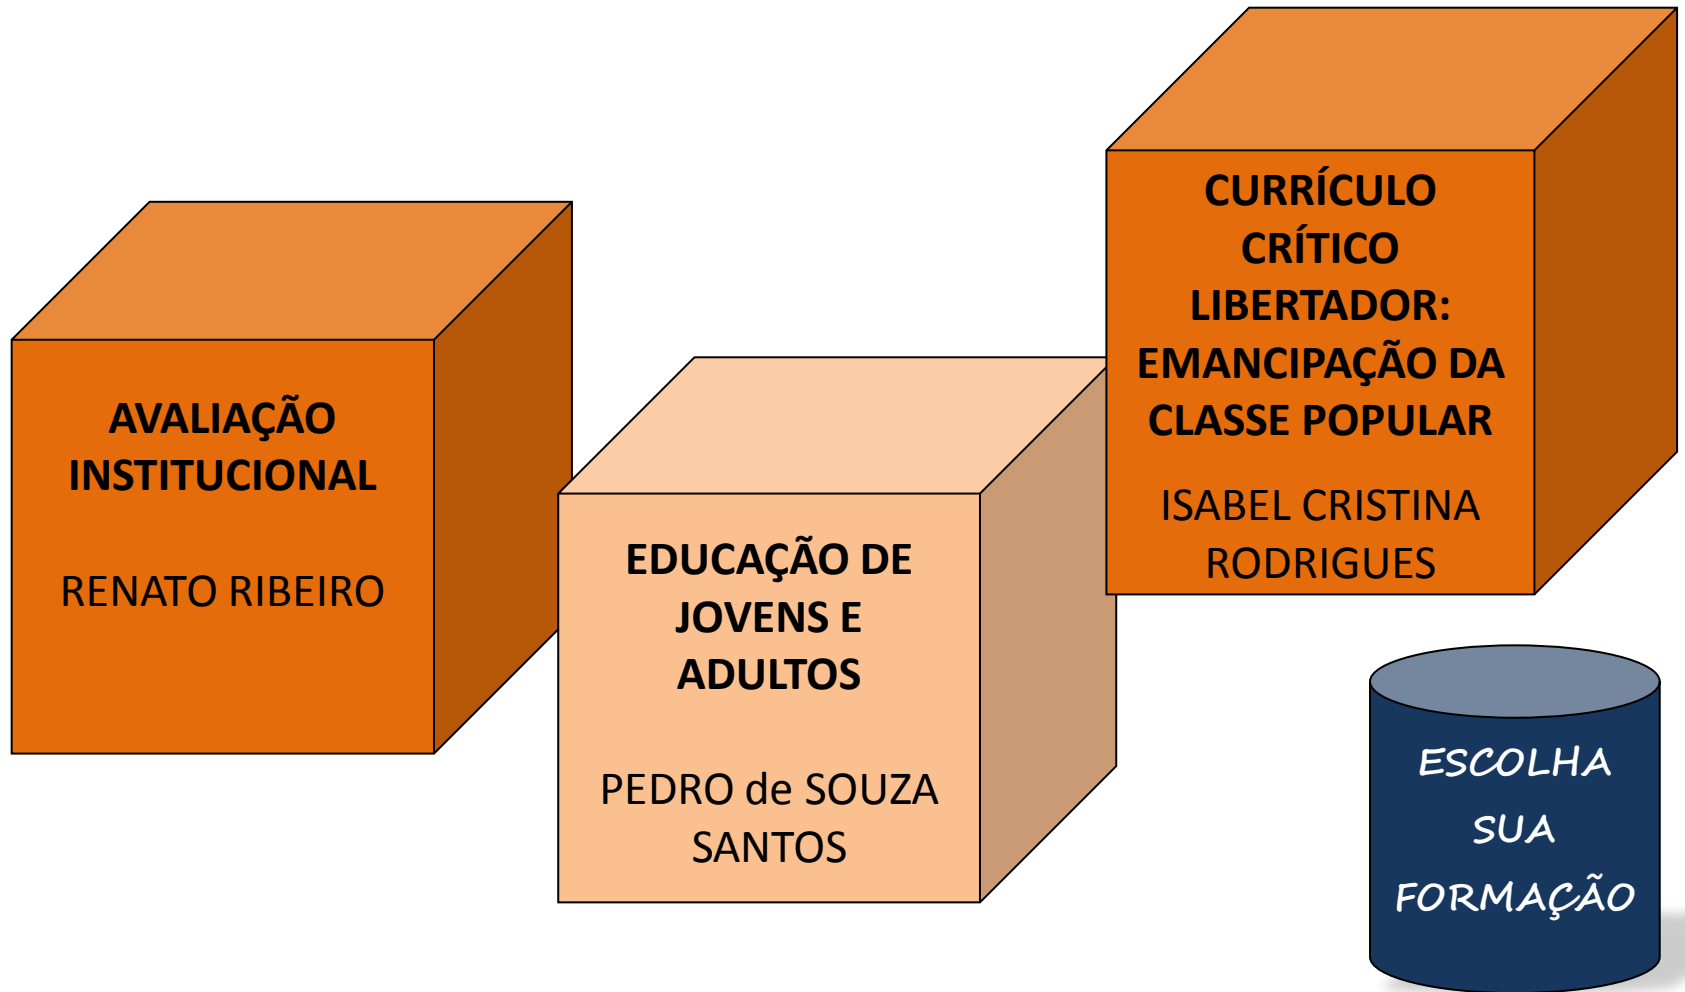 AVALIAÇÃO
INSTITUCIONAL
RENATO RIBEIRO
EDUCAÇÃO DE
JOVENS E
ADULTOS
PEDRO de SOUZA
SANTOS
CURRÍCULO
CRÍTICO
LIBERTADOR:
EMANCIPAÇÃO DA
CLASSE POPULAR
ISABEL CRISTINA
RODRIGUES
ESCOLHA
SUA
FORMAÇÃO